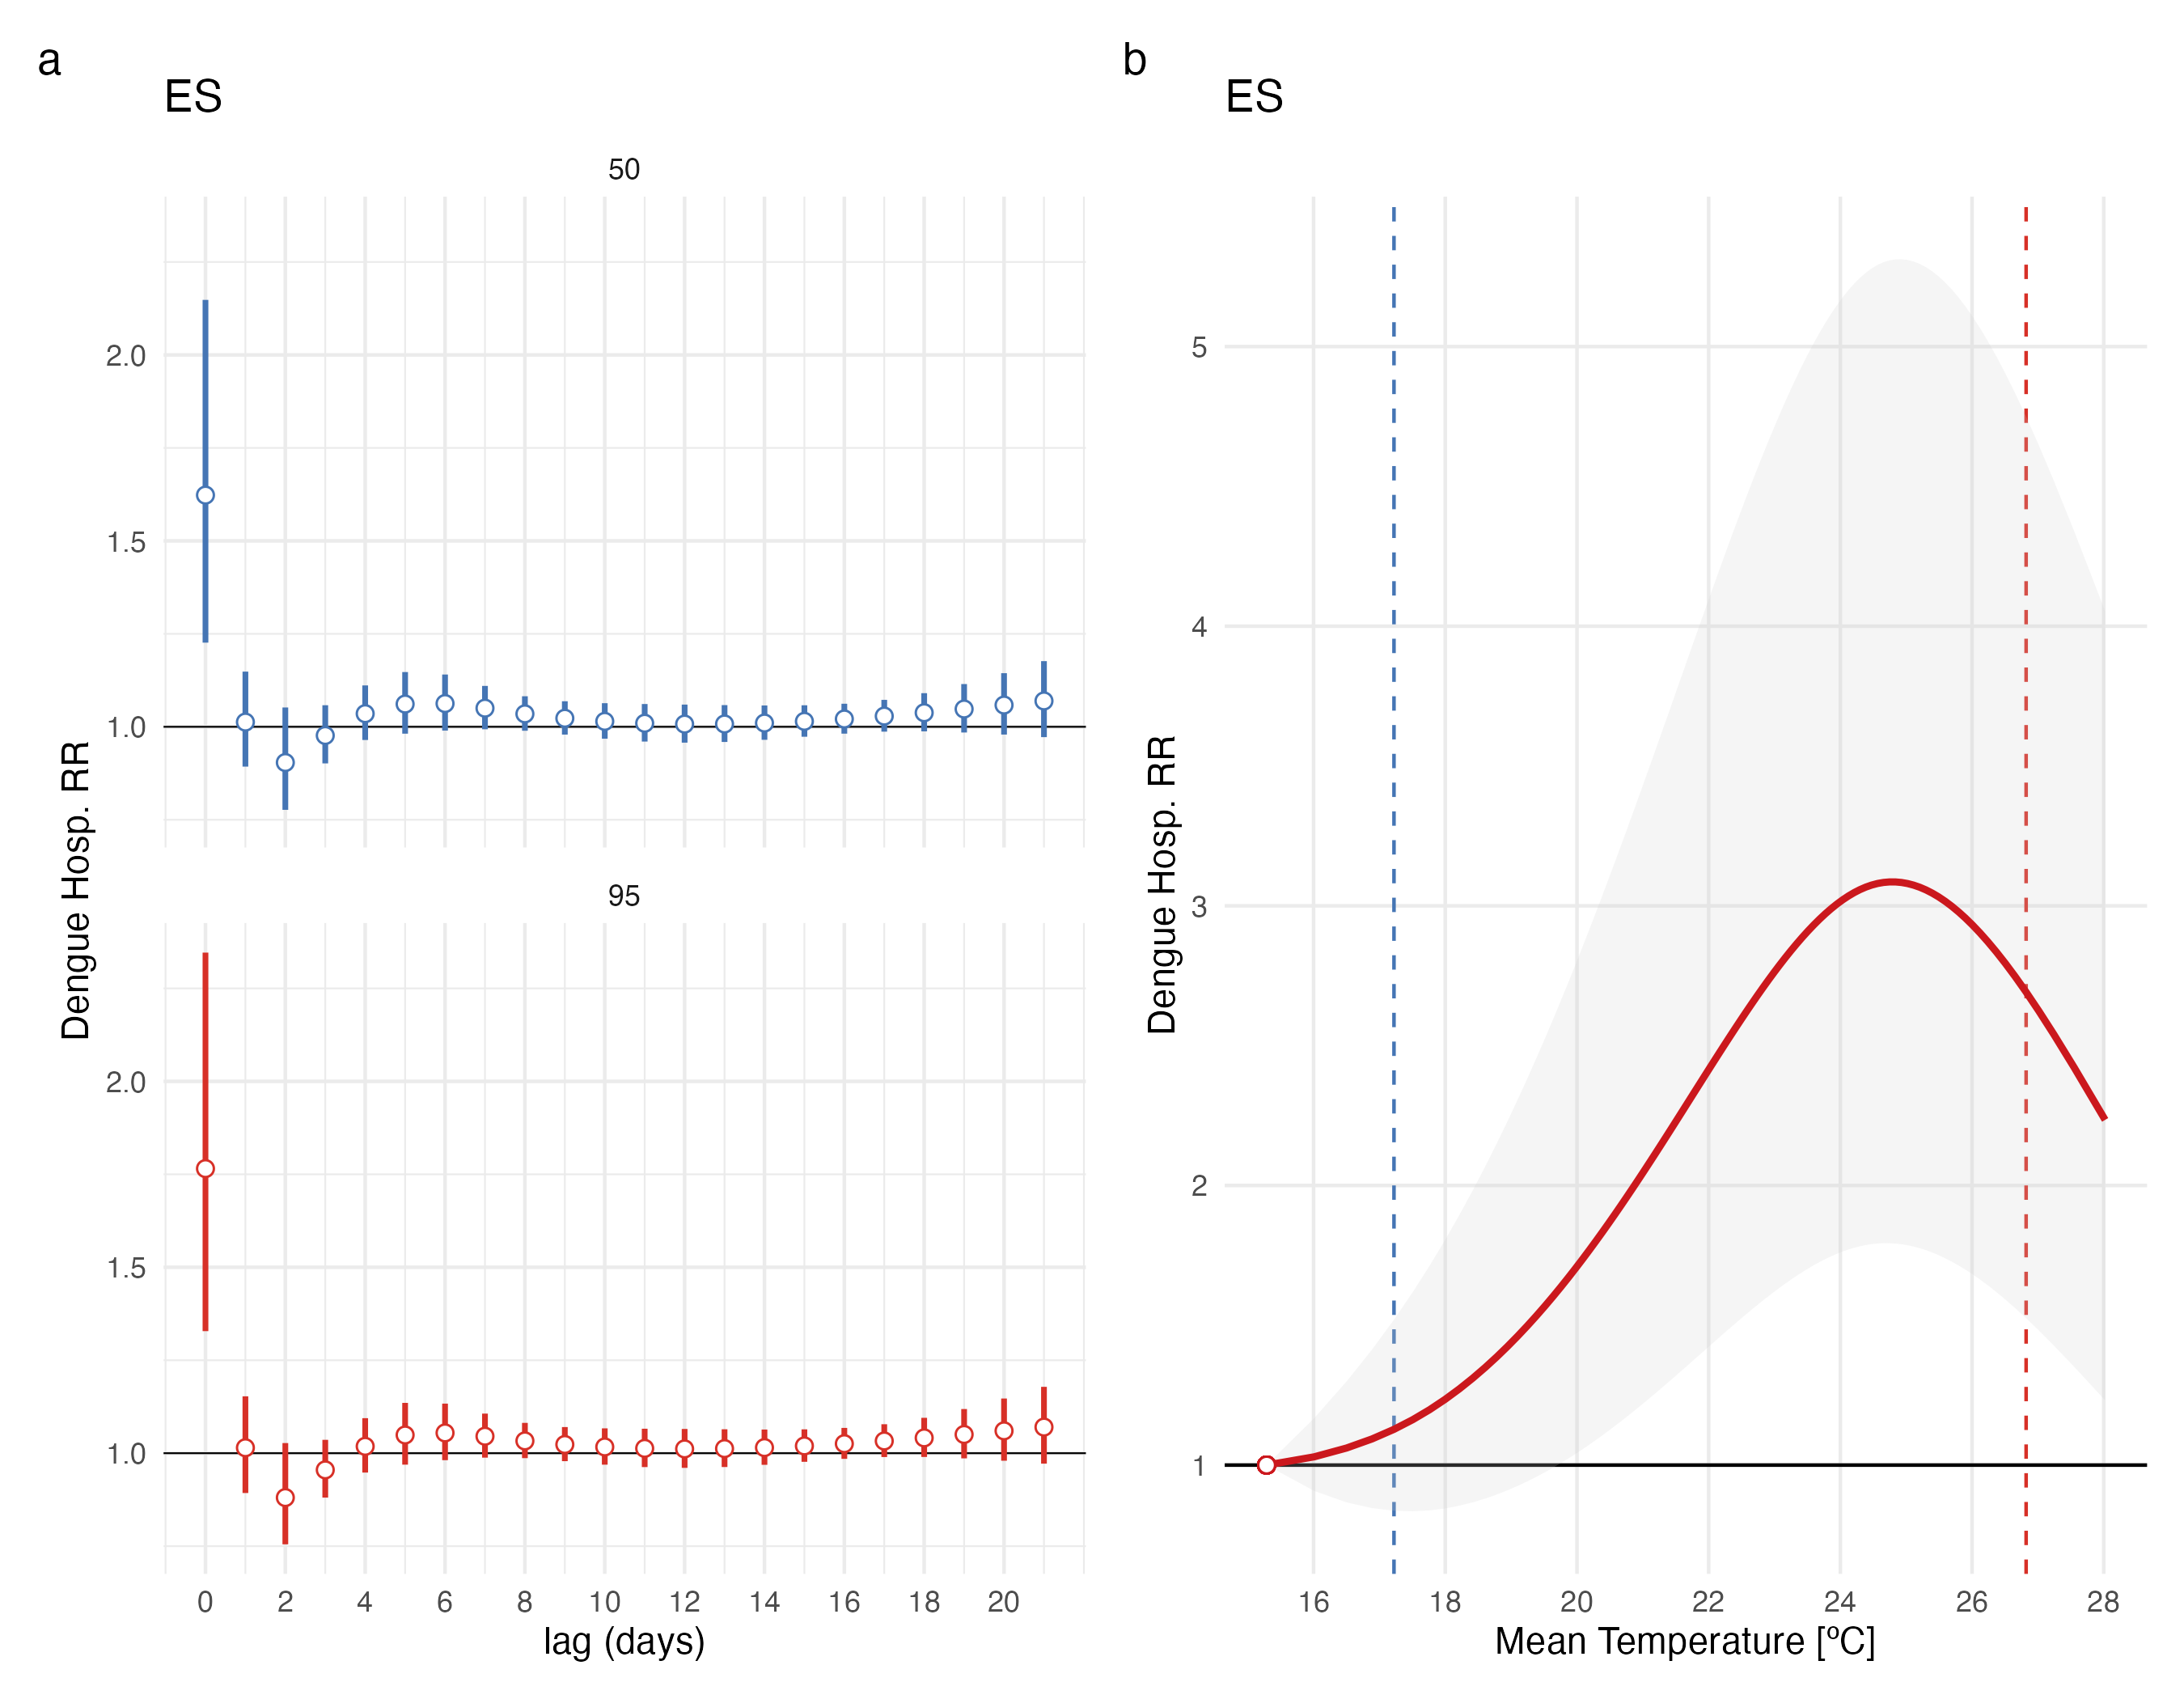 a
ES
50
2.0
1.5
1.0
95
2.0
1.5
1.0
Dengue Hosp. RR
0 2 4 6 8 10 12 14 16 18 20
lag (days)
b
ES
5
4
3
2
1
Dengue Hosp. RR
16 18 20 22 24 26 28
Mean Temperature [ºC]